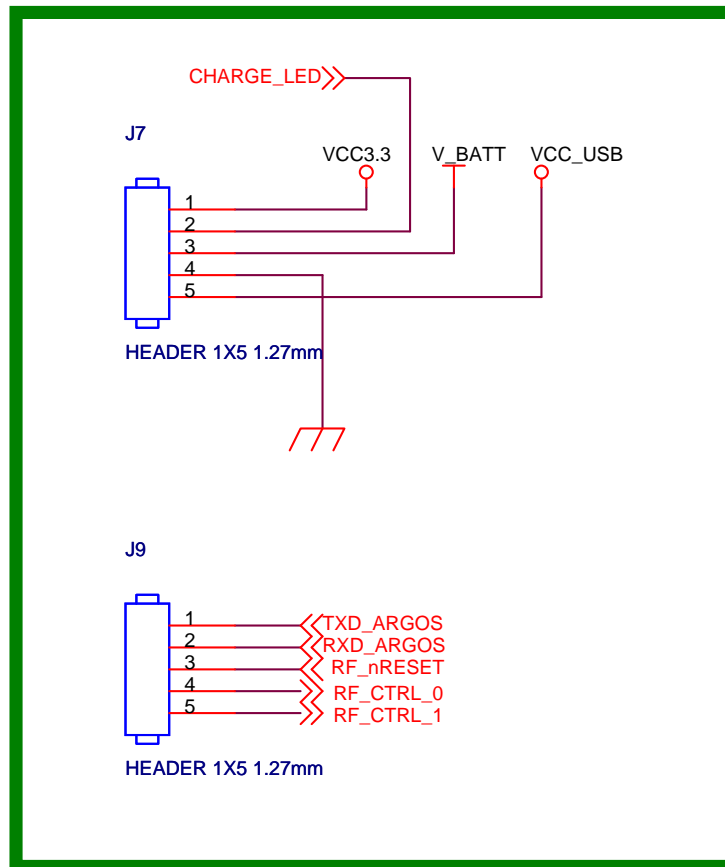 CHARGE_LED
J7
VCC3.3 V_BATT VCC_USB
1
2
3
4
5
HEADER 1X5 1.27mm
J9
1 TXD_ARGOS
2 RXD_ARGOS
3 RF_nRESET
4 RF_CTRL_0
5 RF_CTRL_1
HEADER 1X5 1.27mm